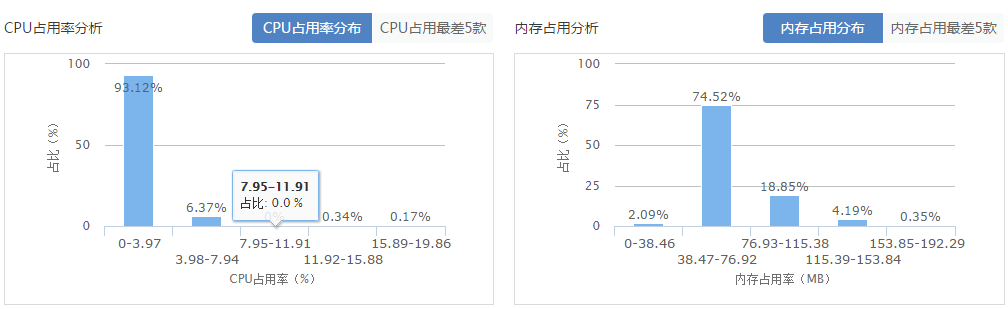 CPU占用率分析
CPU占用率分布
CPU占用最差5款
100
50
0
占比（%）
93.12%
6.37%
7.95-11.91
占比: 0.0 %
0%
0.34%
0.17%
0-3.97
3.98-7.94
7.95-11.91
11.92-15.88
15.89-19.86
CPU占用率（%）
内存占用分析
内存占用分布
内存占用最差5款
100
75
50
25
0
占比（%）
2.09%
74.52%
18.85%
4.19%
0.35%
0-38.46
38.47-76.92
76.93-115.38
115.39-153.84
153.85-192.29
内存占用率（MB）